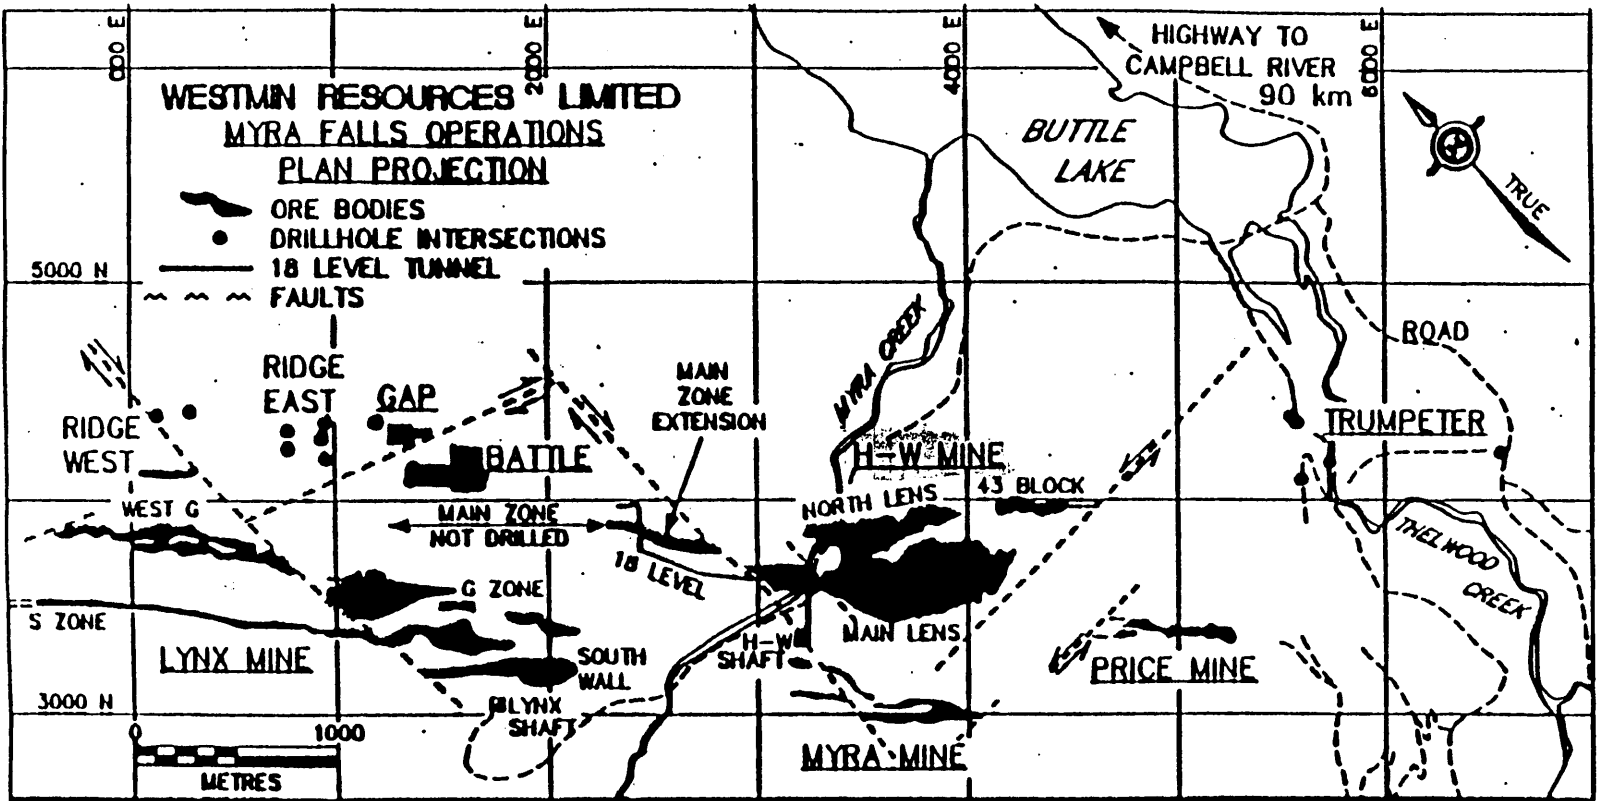 WESTMIN RESOURCES LIMITED
MYRA FALLS OPERATIONS
PLAN PROJECTION
ORE BODIES
DRILLHOLE INTERSECTIONS
18 LEVEL TUNNEL
FAULTS
2000 E
4000 E
6000 E
HIGHWAY TO
CAMPBELL RIVER
90 km
BUTTLE
LAKE
TRUE
5000 N
MYRA CREEK
ROAD
RIDGE
EAST
GAP
MAIN
ZONE
EXTENSION
RIDGE
WEST
BATTLE
H-W MINE
TRUMPETER
WEST G
MAIN ZONE
NOT DRILLED
NORTH LENS
43 BLOCK
18 LEVEL
THELWOOD
CREEK
G ZONE
S ZONE
LYNX MINE
SOUTH
WALL
H-W
SHAFT
MAIN LENS
PRICE MINE
3000 N
LYNX
SHAFT
MYRA MINE
0 1000
METRES